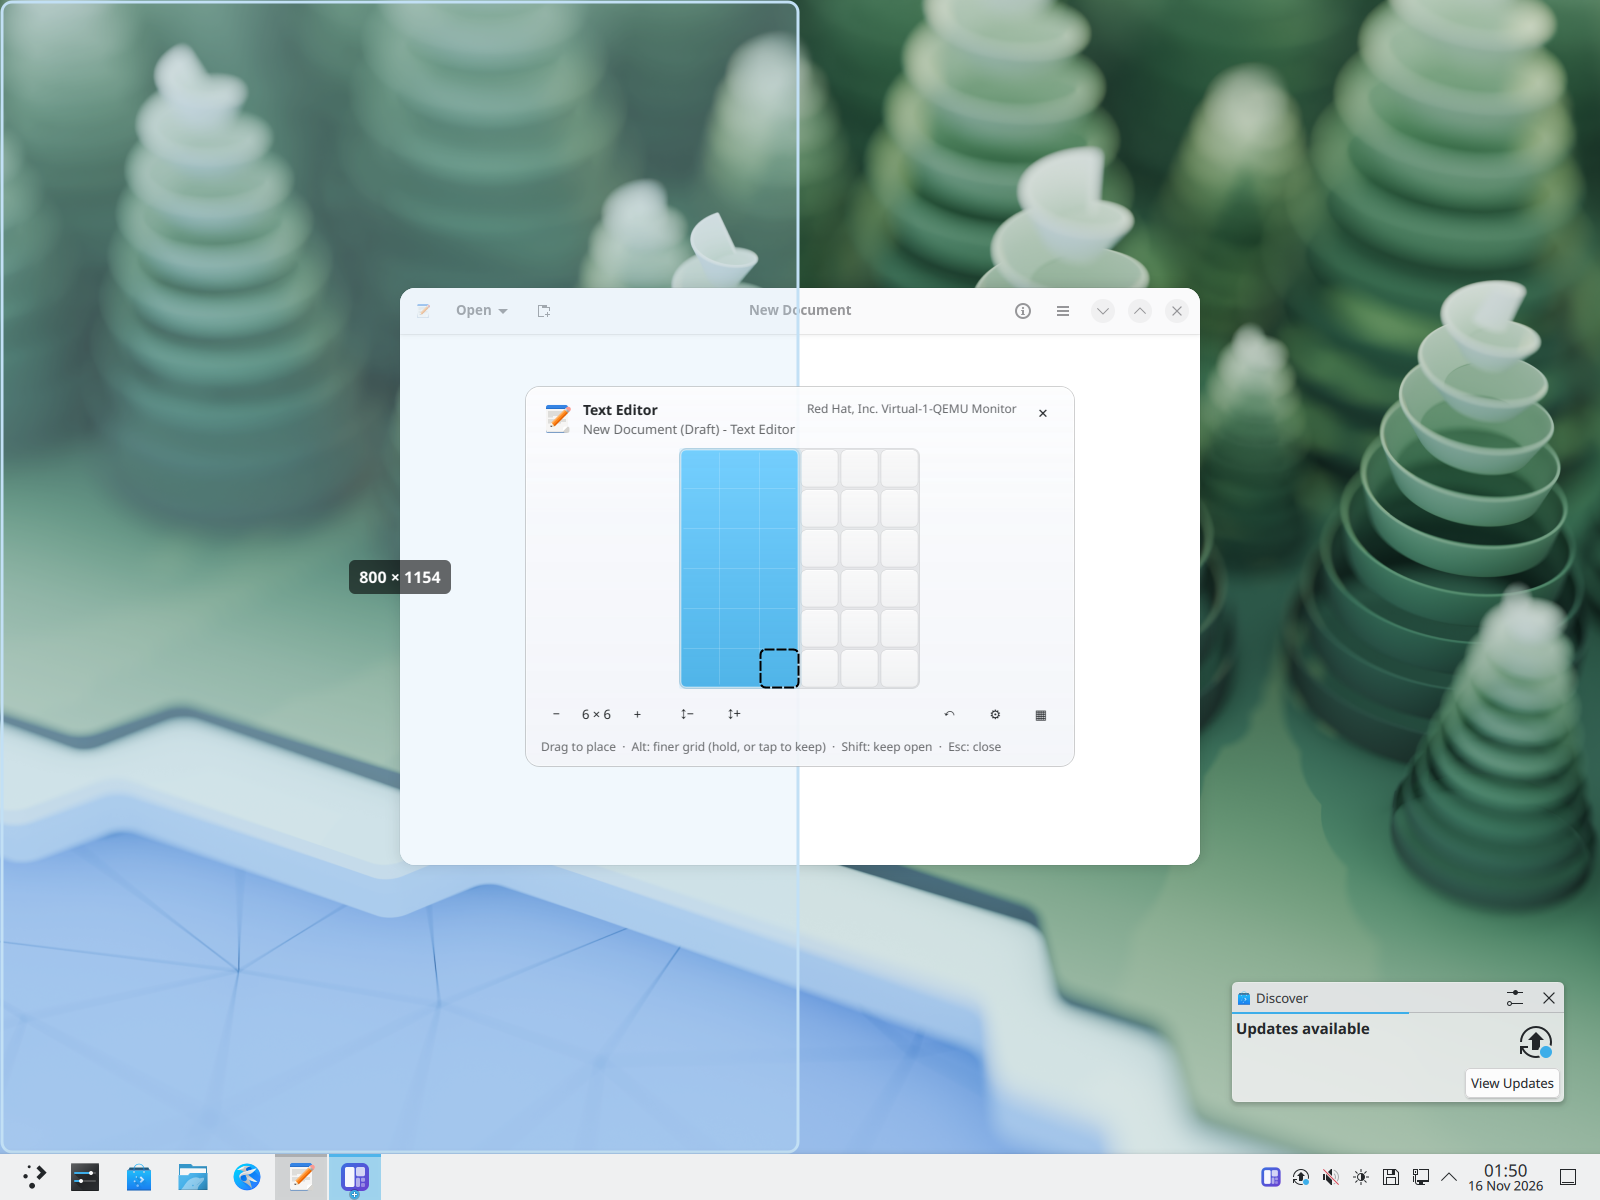 Open
New Document
Text Editor
New Document (Draft) - Text Editor
Red Hat, Inc. Virtual-1-QEMU Monitor
800 × 1154
− 6 × 6 +
Drag to place · Alt: finer grid (hold, or tap to keep) · Shift: keep open · Esc: close
Discover
Updates available
View Updates
01:50
16 Nov 2026